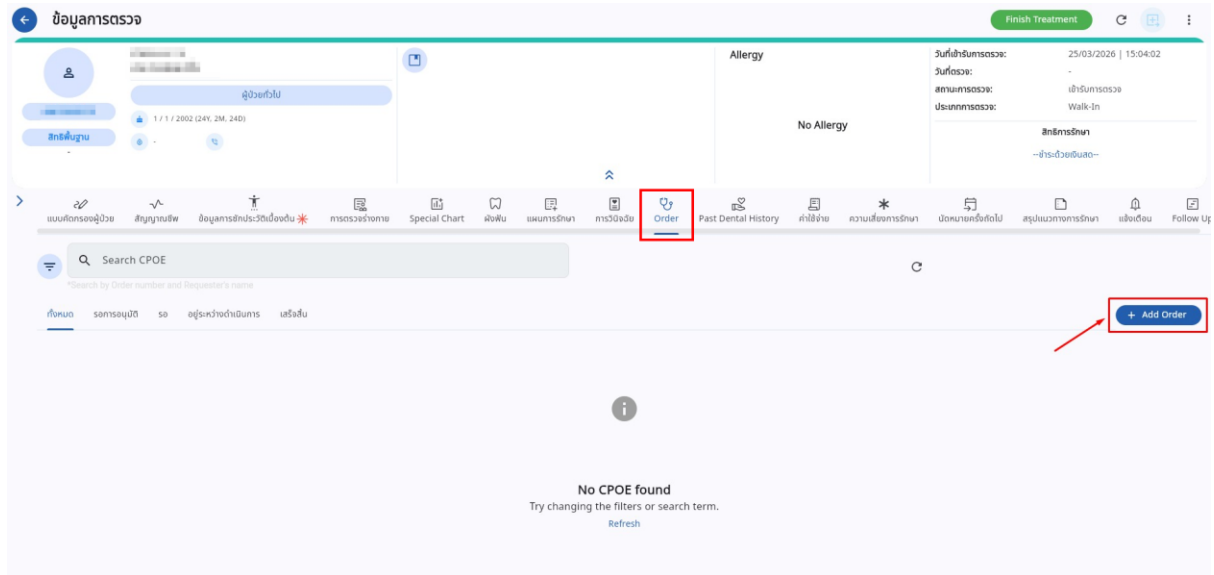 ข้อมูลการตรวจ
Finish Treatment
ผู้ป่วยทั่วไป
1 / 1 / 2002 (24Y, 2M, 24D)
สิทธิพื้นฐาน
-
-
Allergy
No Allergy
วันที่เข้ารับการตรวจ: 25/03/2026 | 15:04:02
วันที่ตรวจ: -
สถานะการตรวจ: เข้ารับการตรวจ
ประเภทการตรวจ: Walk-In
สิทธิการรักษา
--ชำระด้วยเงินสด--
แบบคัดกรองผู้ป่วย สัญญาณชีพ ข้อมูลการซักประวัติเบื้องต้น การตรวจร่างกาย Special Chart ผังฟัน แผนการรักษา การวินิจฉัย Order Past Dental History ค่าใช้จ่าย ความเสี่ยงการรักษา นัดหมายครั้งถัดไป สรุปแนวทางการรักษา แจ้งเตือน Follow Up
Search CPOE
*Search by Order number and Requester's name
ทั้งหมด รอการอนุมัติ รอ อยู่ระหว่างดำเนินการ เสร็จสิ้น
+ Add Order
No CPOE found
Try changing the filters or search term.
Refresh